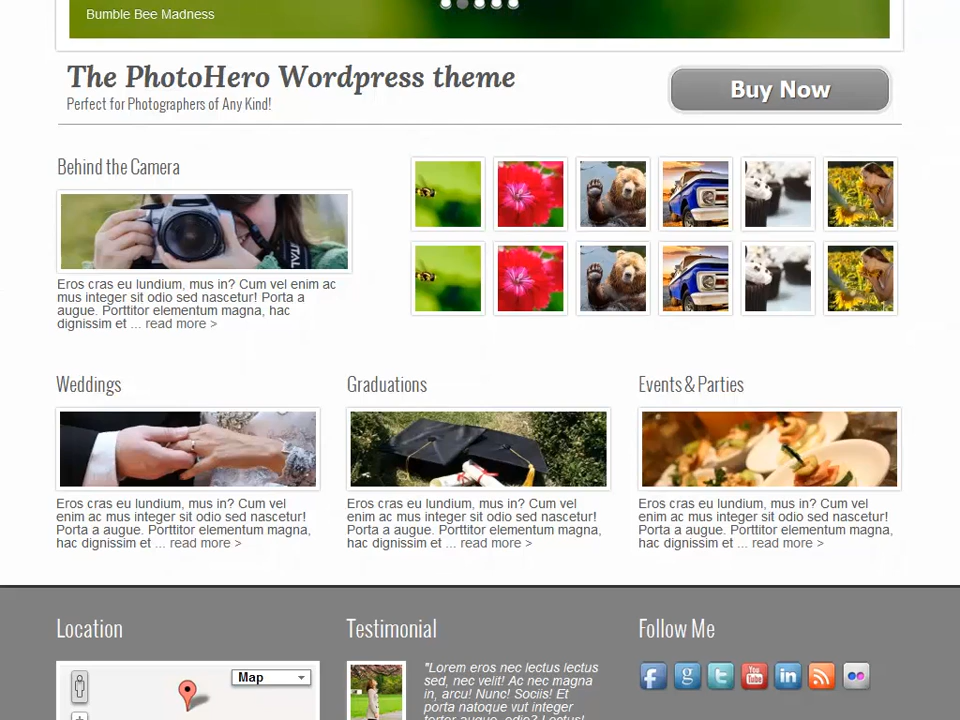 Bumble Bee Madness
The PhotoHero Wordpress theme
Perfect for Photographers of Any Kind!
Buy Now
Behind the Camera
Eros cras eu lundium, mus in? Cum vel enim ac
mus integer sit odio sed nascetur! Porta a
augue. Porttitor elementum magna, hac
dignissim et ... read more >
Weddings
Eros cras eu lundium, mus in? Cum vel
enim ac mus integer sit odio sed nascetur!
Porta a augue. Porttitor elementum magna,
hac dignissim et ... read more >
Graduations
Eros cras eu lundium, mus in? Cum vel
enim ac mus integer sit odio sed nascetur!
Porta a augue. Porttitor elementum magna,
hac dignissim et ... read more >
Events & Parties
Eros cras eu lundium, mus in? Cum vel
enim ac mus integer sit odio sed nascetur!
Porta a augue. Porttitor elementum magna,
hac dignissim et ... read more >
Location
Map
Testimonial
"Lorem eros nec lectus lectus
sed, nec velit! Ac nec magna
in, arcu! Nunc! Sociis! Et
porta natoque vut integer
tortor augue, odio? Lectus!
Follow Me
You
Tube
in